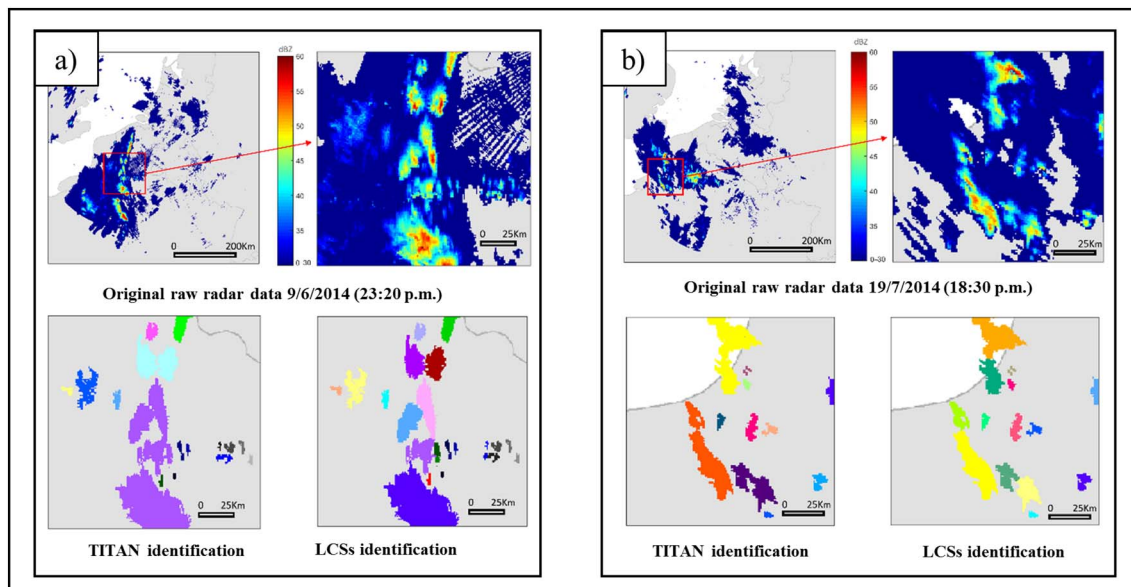 a)
dBZ
60
55
50
45
40
35
0 30
0 200Km
0 25Km
Original raw radar data 9/6/2014 (23:20 p.m.)
0 25Km
0 25Km
TITAN identification LCSs identification
b)
dBZ
60
55
50
45
40
35
0~30
0 200Km
0 25Km
Original raw radar data 19/7/2014 (18:30 p.m.)
0 25Km
0 25Km
TITAN identification LCSs identification